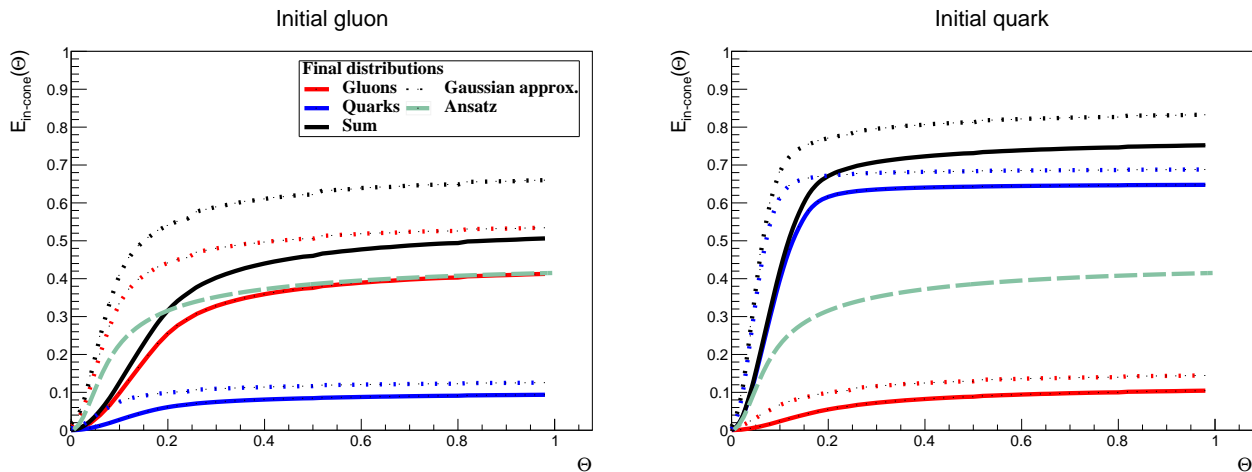 Initial gluon
E_in-cone(Θ)
1
0.9
0.8
0.7
0.6
0.5
0.4
0.3
0.2
0.1
0
0 0.2 0.4 0.6 0.8 1
Θ
Final distributions
Gluons Gaussian approx.
Quarks Ansatz
Sum
Initial quark
E_in-cone(Θ)
1
0.9
0.8
0.7
0.6
0.5
0.4
0.3
0.2
0.1
0
0 0.2 0.4 0.6 0.8 1
Θ